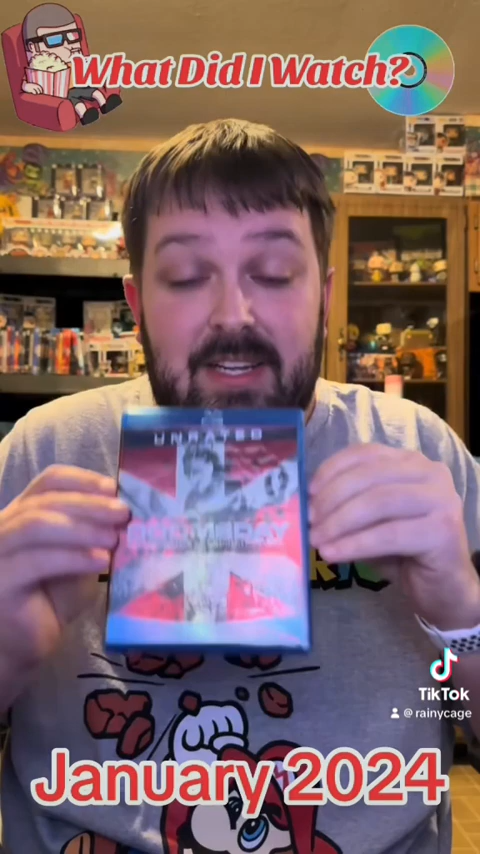 What Did I Watch?
UNRATED
DOOMSDAY
TikTok
@rainycage
January 2024